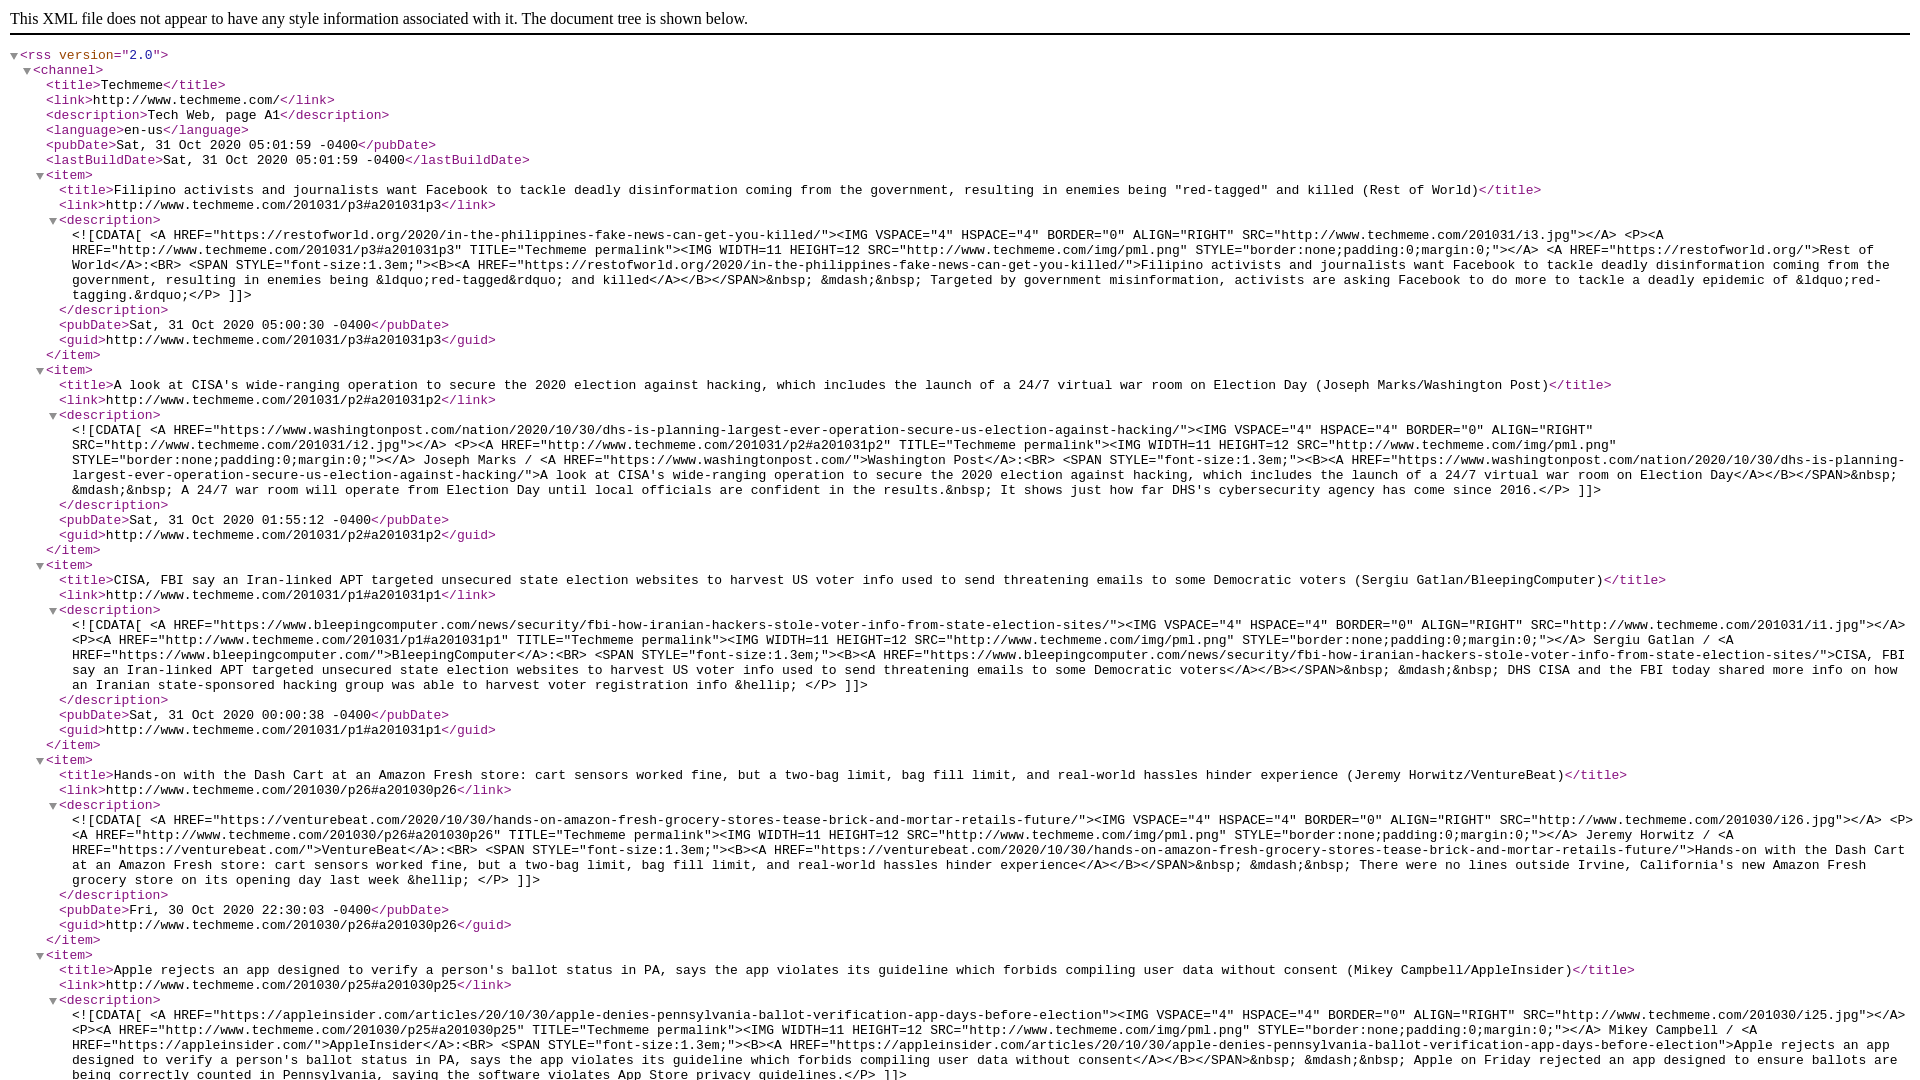 This XML file does not appear to have any style information associated with it. The document tree is shown below.
<rss version="2.0">
<channel>
<title>Techmeme</title>
<link>http://www.techmeme.com/</link>
<description>Tech Web, page A1</description>
<language>en-us</language>
<pubDate>Sat, 31 Oct 2020 05:01:59 -0400</pubDate>
<lastBuildDate>Sat, 31 Oct 2020 05:01:59 -0400</lastBuildDate>
<item>
<title>Filipino activists and journalists want Facebook to tackle deadly disinformation coming from the government, resulting in enemies being "red-tagged" and killed (Rest of World)</title>
<link>http://www.techmeme.com/201031/p3#a201031p3</link>
<description>
<![CDATA[ <A HREF="https://restofworld.org/2020/in-the-philippines-fake-news-can-get-you-killed/"><IMG VSPACE="4" HSPACE="4" BORDER="0" ALIGN="RIGHT" SRC="http://www.techmeme.com/201031/i3.jpg"></A> <P><A
HREF="http://www.techmeme.com/201031/p3#a201031p3" TITLE="Techmeme permalink"><IMG WIDTH=11 HEIGHT=12 SRC="http://www.techmeme.com/img/pml.png" STYLE="border:none;padding:0;margin:0;"></A> <A HREF="https://restofworld.org/">Rest of
World</A>:<BR> <SPAN STYLE="font-size:1.3em;"><B><A HREF="https://restofworld.org/2020/in-the-philippines-fake-news-can-get-you-killed/">Filipino activists and journalists want Facebook to tackle deadly disinformation coming from the
government, resulting in enemies being &ldquo;red-tagged&rdquo; and killed</A></B></SPAN>&nbsp; &mdash;&nbsp; Targeted by government misinformation, activists are asking Facebook to do more to tackle a deadly epidemic of &ldquo;red-
tagging.&rdquo;</P> ]]>
</description>
<pubDate>Sat, 31 Oct 2020 05:00:30 -0400</pubDate>
<guid>http://www.techmeme.com/201031/p3#a201031p3</guid>
</item>
<item>
<title>A look at CISA's wide-ranging operation to secure the 2020 election against hacking, which includes the launch of a 24/7 virtual war room on Election Day (Joseph Marks/Washington Post)</title>
<link>http://www.techmeme.com/201031/p2#a201031p2</link>
<description>
<![CDATA[ <A HREF="https://www.washingtonpost.com/nation/2020/10/30/dhs-is-planning-largest-ever-operation-secure-us-election-against-hacking/"><IMG VSPACE="4" HSPACE="4" BORDER="0" ALIGN="RIGHT"
SRC="http://www.techmeme.com/201031/i2.jpg"></A> <P><A HREF="http://www.techmeme.com/201031/p2#a201031p2" TITLE="Techmeme permalink"><IMG WIDTH=11 HEIGHT=12 SRC="http://www.techmeme.com/img/pml.png"
STYLE="border:none;padding:0;margin:0;"></A> Joseph Marks / <A HREF="https://www.washingtonpost.com/">Washington Post</A>:<BR> <SPAN STYLE="font-size:1.3em;"><B><A HREF="https://www.washingtonpost.com/nation/2020/10/30/dhs-is-planning-
largest-ever-operation-secure-us-election-against-hacking/">A look at CISA's wide-ranging operation to secure the 2020 election against hacking, which includes the launch of a 24/7 virtual war room on Election Day</A></B></SPAN>&nbsp;
&mdash;&nbsp; A 24/7 war room will operate from Election Day until local officials are confident in the results.&nbsp; It shows just how far DHS's cybersecurity agency has come since 2016.</P> ]]>
</description>
<pubDate>Sat, 31 Oct 2020 01:55:12 -0400</pubDate>
<guid>http://www.techmeme.com/201031/p2#a201031p2</guid>
</item>
<item>
<title>CISA, FBI say an Iran-linked APT targeted unsecured state election websites to harvest US voter info used to send threatening emails to some Democratic voters (Sergiu Gatlan/BleepingComputer)</title>
<link>http://www.techmeme.com/201031/p1#a201031p1</link>
<description>
<![CDATA[ <A HREF="https://www.bleepingcomputer.com/news/security/fbi-how-iranian-hackers-stole-voter-info-from-state-election-sites/"><IMG VSPACE="4" HSPACE="4" BORDER="0" ALIGN="RIGHT" SRC="http://www.techmeme.com/201031/i1.jpg"></A>
<P><A HREF="http://www.techmeme.com/201031/p1#a201031p1" TITLE="Techmeme permalink"><IMG WIDTH=11 HEIGHT=12 SRC="http://www.techmeme.com/img/pml.png" STYLE="border:none;padding:0;margin:0;"></A> Sergiu Gatlan / <A
HREF="https://www.bleepingcomputer.com/">BleepingComputer</A>:<BR> <SPAN STYLE="font-size:1.3em;"><B><A HREF="https://www.bleepingcomputer.com/news/security/fbi-how-iranian-hackers-stole-voter-info-from-state-election-sites/">CISA, FBI
say an Iran-linked APT targeted unsecured state election websites to harvest US voter info used to send threatening emails to some Democratic voters</A></B></SPAN>&nbsp; &mdash;&nbsp; DHS CISA and the FBI today shared more info on how
an Iranian state-sponsored hacking group was able to harvest voter registration info &hellip; </P> ]]>
</description>
<pubDate>Sat, 31 Oct 2020 00:00:38 -0400</pubDate>
<guid>http://www.techmeme.com/201031/p1#a201031p1</guid>
</item>
<item>
<title>Hands-on with the Dash Cart at an Amazon Fresh store: cart sensors worked fine, but a two-bag limit, bag fill limit, and real-world hassles hinder experience (Jeremy Horwitz/VentureBeat)</title>
<link>http://www.techmeme.com/201030/p26#a201030p26</link>
<description>
<![CDATA[ <A HREF="https://venturebeat.com/2020/10/30/hands-on-amazon-fresh-grocery-stores-tease-brick-and-mortar-retails-future/"><IMG VSPACE="4" HSPACE="4" BORDER="0" ALIGN="RIGHT" SRC="http://www.techmeme.com/201030/i26.jpg"></A> <P>
<A HREF="http://www.techmeme.com/201030/p26#a201030p26" TITLE="Techmeme permalink"><IMG WIDTH=11 HEIGHT=12 SRC="http://www.techmeme.com/img/pml.png" STYLE="border:none;padding:0;margin:0;"></A> Jeremy Horwitz / <A
HREF="https://venturebeat.com/">VentureBeat</A>:<BR> <SPAN STYLE="font-size:1.3em;"><B><A HREF="https://venturebeat.com/2020/10/30/hands-on-amazon-fresh-grocery-stores-tease-brick-and-mortar-retails-future/">Hands-on with the Dash Cart
at an Amazon Fresh store: cart sensors worked fine, but a two-bag limit, bag fill limit, and real-world hassles hinder experience</A></B></SPAN>&nbsp; &mdash;&nbsp; There were no lines outside Irvine, California's new Amazon Fresh
grocery store on its opening day last week &hellip; </P> ]]>
</description>
<pubDate>Fri, 30 Oct 2020 22:30:03 -0400</pubDate>
<guid>http://www.techmeme.com/201030/p26#a201030p26</guid>
</item>
<item>
<title>Apple rejects an app designed to verify a person's ballot status in PA, says the app violates its guideline which forbids compiling user data without consent (Mikey Campbell/AppleInsider)</title>
<link>http://www.techmeme.com/201030/p25#a201030p25</link>
<description>
<![CDATA[ <A HREF="https://appleinsider.com/articles/20/10/30/apple-denies-pennsylvania-ballot-verification-app-days-before-election"><IMG VSPACE="4" HSPACE="4" BORDER="0" ALIGN="RIGHT" SRC="http://www.techmeme.com/201030/i25.jpg"></A>
<P><A HREF="http://www.techmeme.com/201030/p25#a201030p25" TITLE="Techmeme permalink"><IMG WIDTH=11 HEIGHT=12 SRC="http://www.techmeme.com/img/pml.png" STYLE="border:none;padding:0;margin:0;"></A> Mikey Campbell / <A
HREF="https://appleinsider.com/">AppleInsider</A>:<BR> <SPAN STYLE="font-size:1.3em;"><B><A HREF="https://appleinsider.com/articles/20/10/30/apple-denies-pennsylvania-ballot-verification-app-days-before-election">Apple rejects an app
designed to verify a person's ballot status in PA, says the app violates its guideline which forbids compiling user data without consent</A></B></SPAN>&nbsp; &mdash;&nbsp; Apple on Friday rejected an app designed to ensure ballots are
being correctly counted in Pennsylvania, saying the software violates App Store privacy guidelines.</P> ]]>